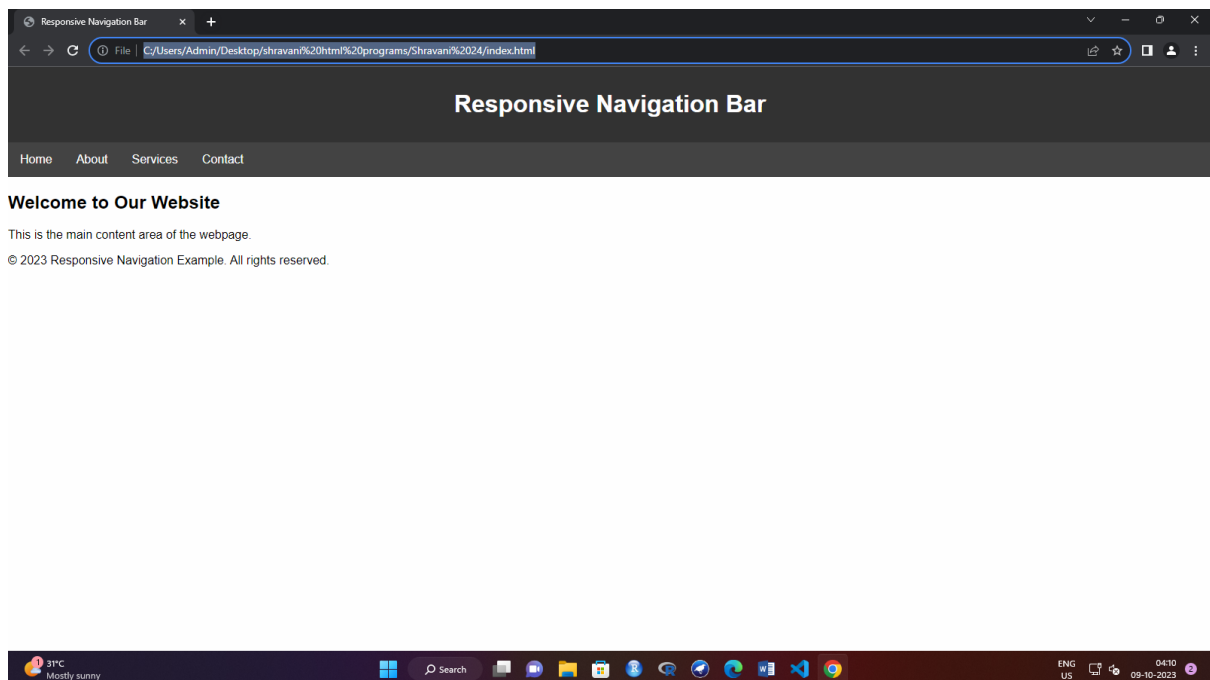 Responsive Navigation Bar
File C:/Users/Admin/Desktop/shravani%20html%20programs/Shravani%2024/index.html
Responsive Navigation Bar
Home About Services Contact
Welcome to Our Website
This is the main content area of the webpage.
© 2023 Responsive Navigation Example. All rights reserved.
1 31°C
Mostly sunny
Search
R
R
W
ENG
US
04:10
09-10-2023
2